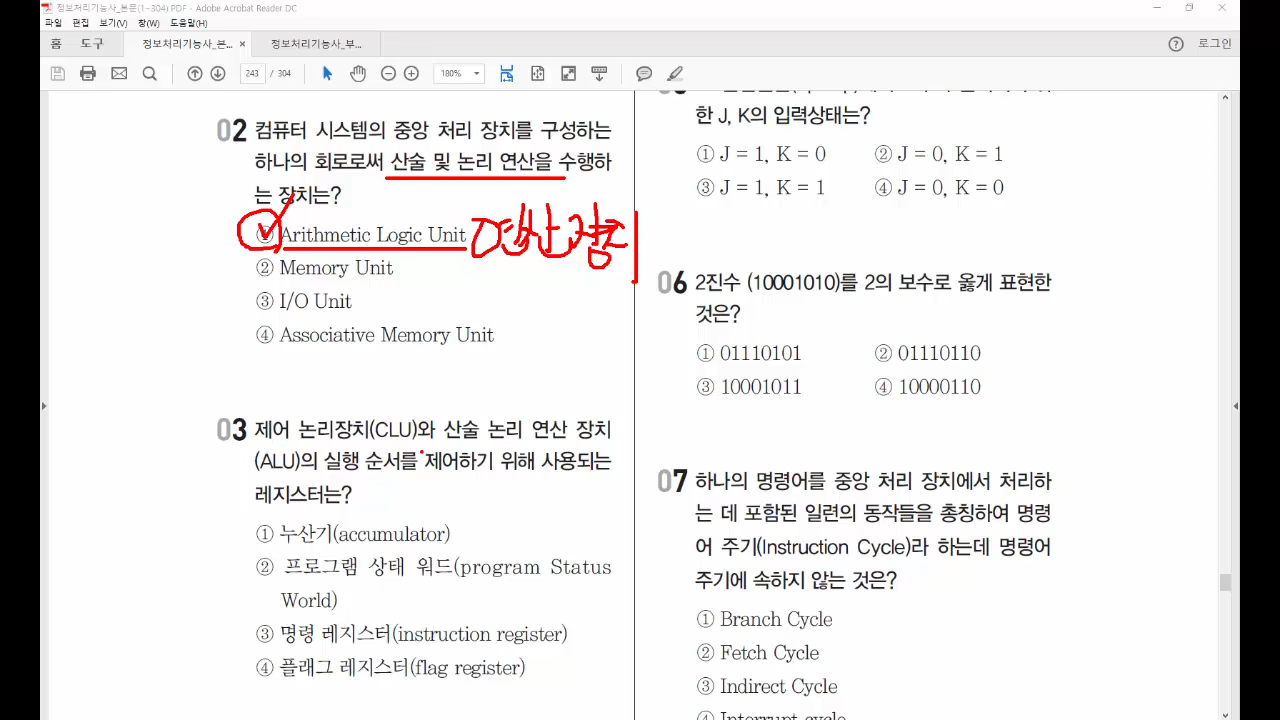 정보처리기능사_본문(1-304).PDF - Adobe Acrobat Reader DC
파일 편집 보기(V) 창(W) 도움말(H)
홈 도구 정보처리기능사_본... × 정보처리기능사_부... 로그인
243 / 304 180%
02 컴퓨터 시스템의 중앙 처리 장치를 구성하는
하나의 회로로써 산술 및 논리 연산을 수행하
는 장치는?
① Arithmetic Logic Unit 연산장치
② Memory Unit
③ I/O Unit
④ Associative Memory Unit
03 제어 논리장치(CLU)와 산술 논리 연산 장치
(ALU)의 실행 순서를 제어하기 위해 사용되는
레지스터는?
① 누산기(accumulator)
② 프로그램 상태 워드(program Status
World)
③ 명령 레지스터(instruction register)
④ 플래그 레지스터(flag register)
한 J, K의 입력상태는?
① J = 1, K = 0 ② J = 0, K = 1
③ J = 1, K = 1 ④ J = 0, K = 0
06 2진수 (10001010)를 2의 보수로 옳게 표현한
것은?
① 01110101 ② 01110110
③ 10001011 ④ 10000110
07 하나의 명령어를 중앙 처리 장치에서 처리하
는 데 포함된 일련의 동작들을 총칭하여 명령
어 주기(Instruction Cycle)라 하는데 명령어
주기에 속하지 않는 것은?
① Branch Cycle
② Fetch Cycle
③ Indirect Cycle
④ Interrupt cycle